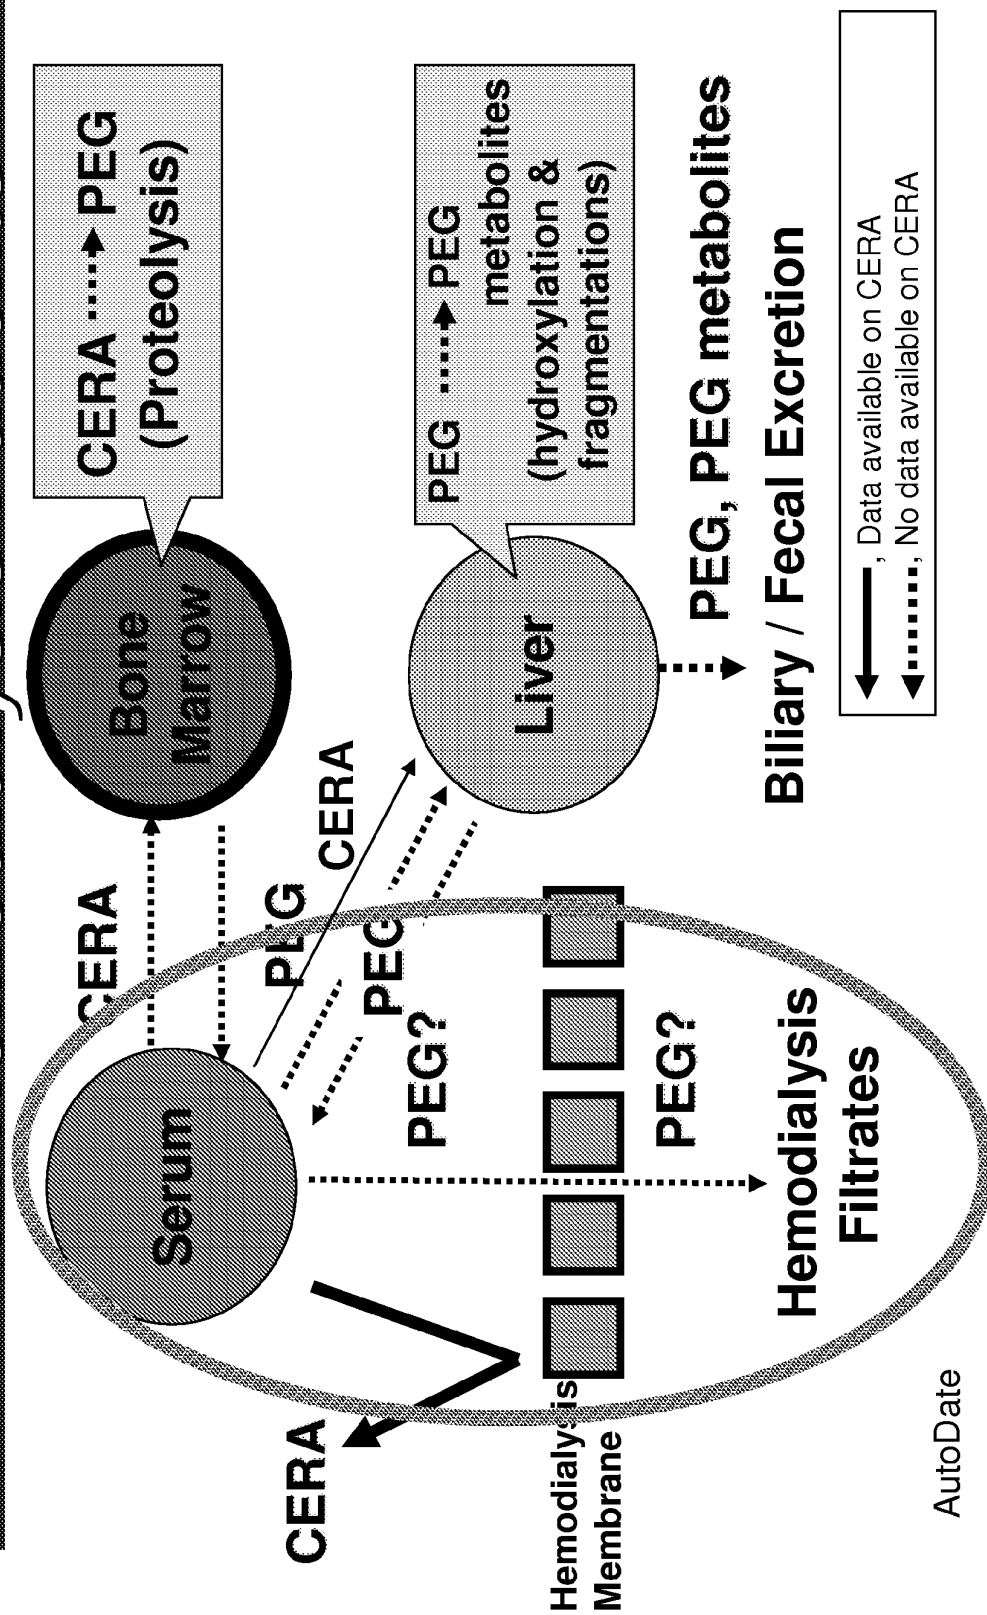 CERA
PEG
(Proteolysis)
Bone
Marrow
CERA
Serum
PEG
CERA
PEG
PEG?
CERA
PEG
PEG
metabolites
(hydroxylation &
fragmentations)
Liver
Hemodialysis
Membrane
PEG?
PEG, PEG metabolites
Biliary / Fecal Excretion
Hemodialysis
Filtrates
, Data available on CERA
, No data available on CERA
AutoDate